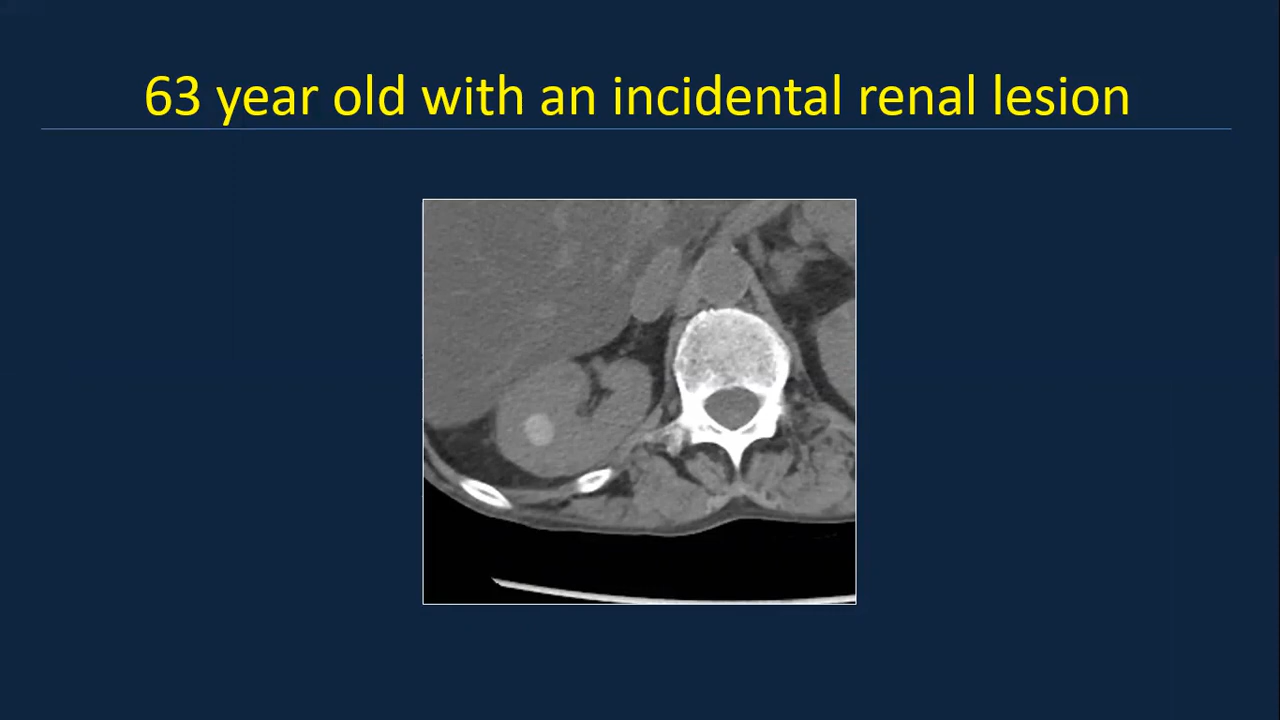 63 year old with an incidental renal lesion